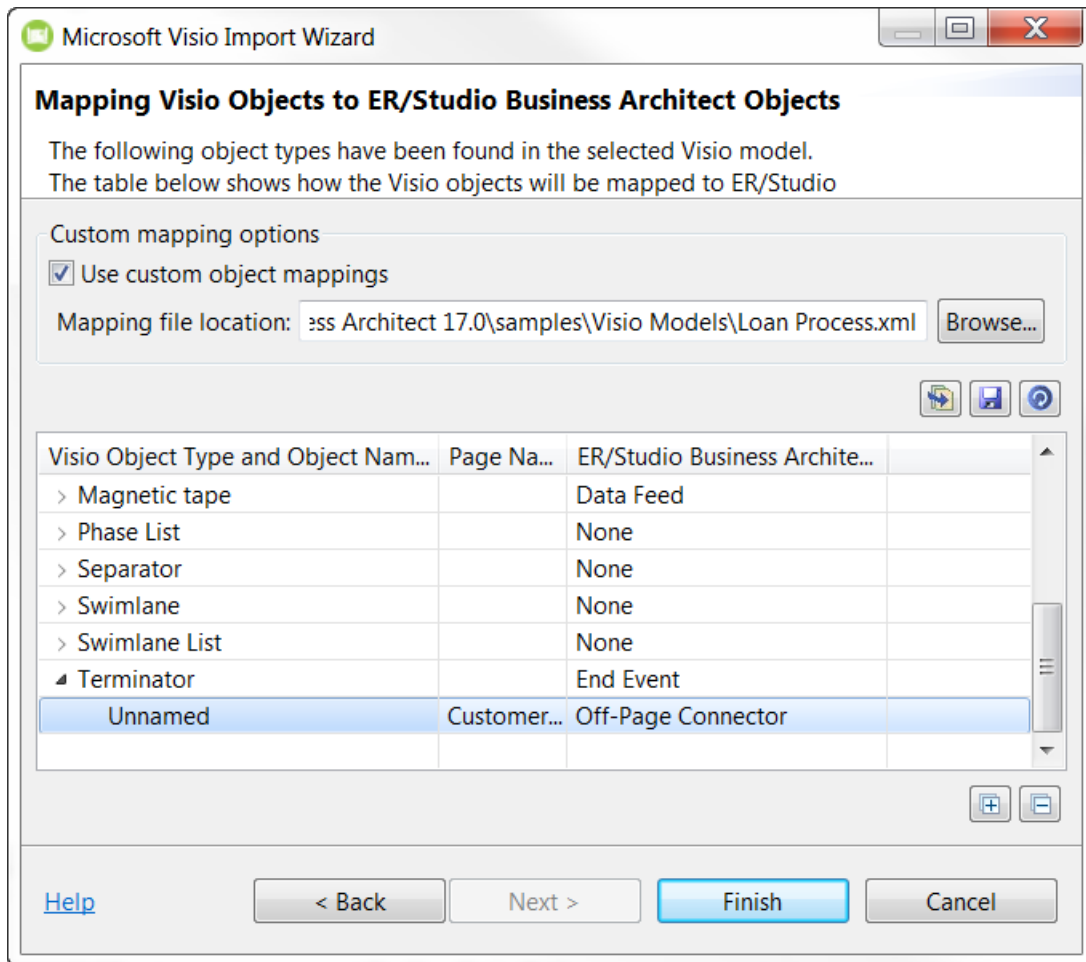 Microsoft Visio Import Wizard
Mapping Visio Objects to ER/Studio Business Architect Objects
The following object types have been found in the selected Visio model.
The table below shows how the Visio objects will be mapped to ER/Studio
Custom mapping options
Use custom object mappings
Mapping file location: ess Architect 17.0\samples\Visio Models\Loan Process.xml Browse...
Visio Object Type and Object Nam... Page Na... ER/Studio Business Archite...
Magnetic tape Data Feed
Phase List None
Separator None
Swimlane None
Swimlane List None
Terminator End Event
Unnamed Customer... Off-Page Connector
Help < Back Next > Finish Cancel